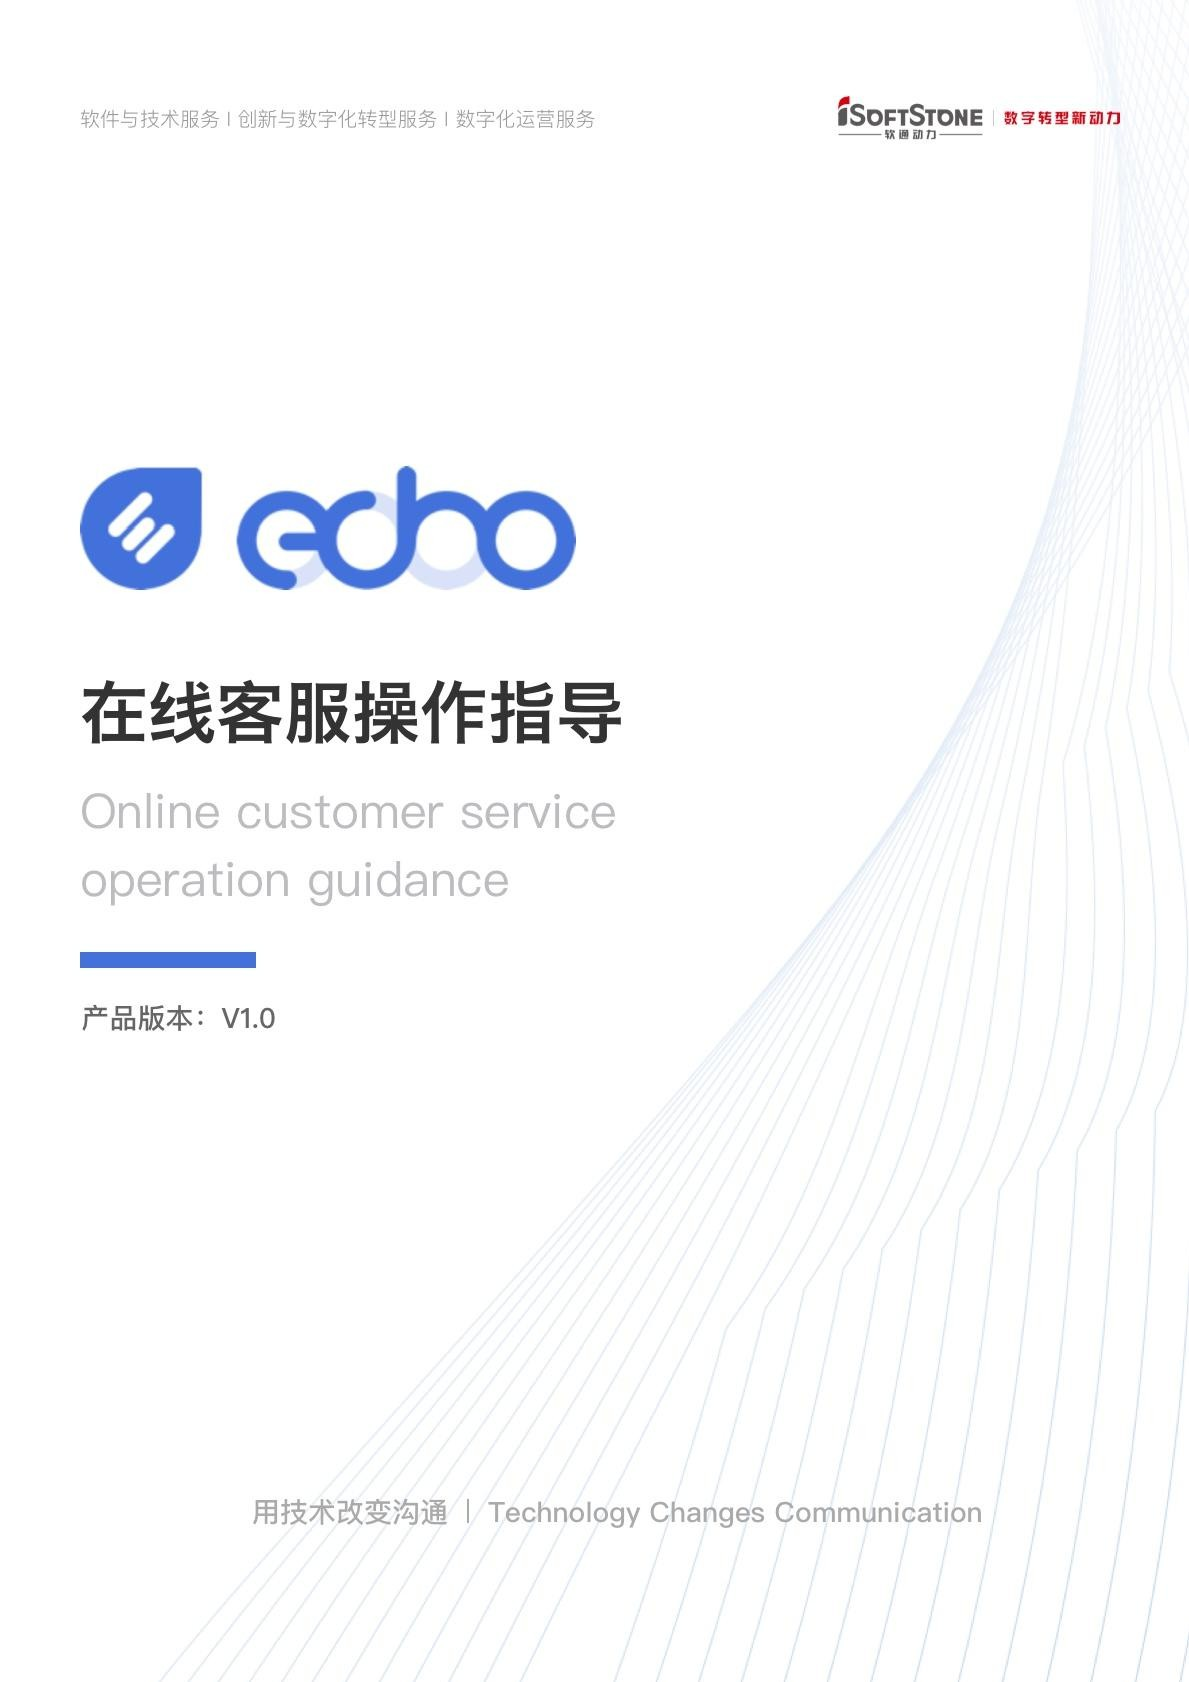 软件与技术服务 | 创新与数字化转型服务 | 数字化运营服务
iSOFTSTONE | 数字转型新动力
软通动力
echo
在线客服操作指导
Online customer service
operation guidance
产品版本：V1.0
用技术改变沟通 | Technology Changes Communication